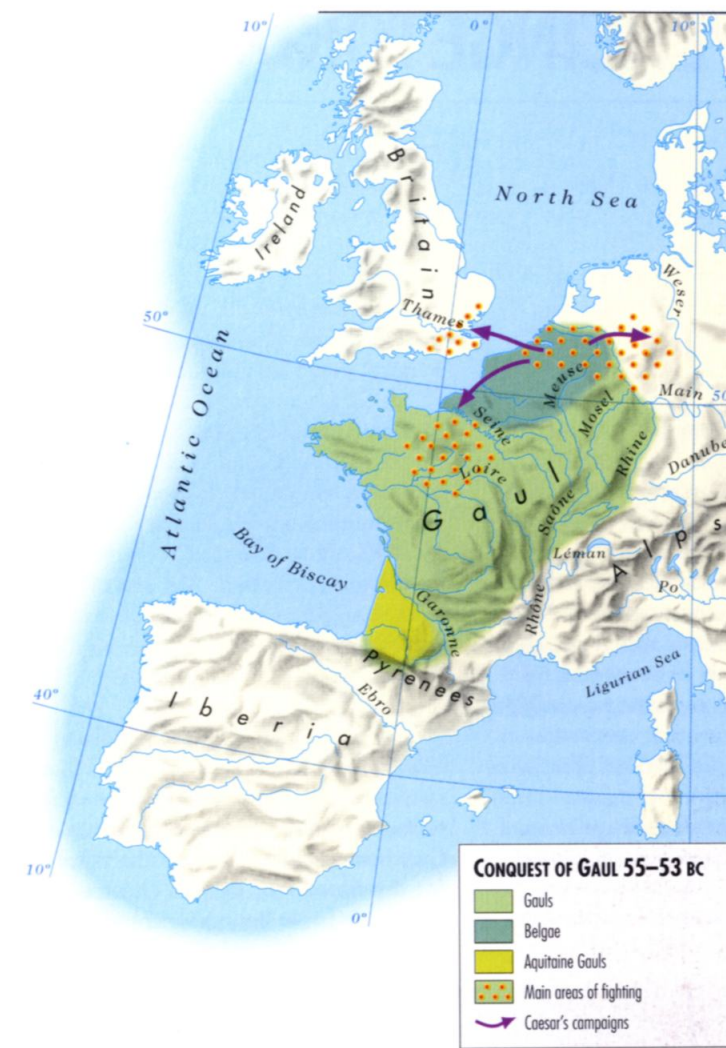 10°
0°
10°
Britain
North Sea
Ireland
Weser
Thames
50°
Meuse
Main
50
Atlantic Ocean
Seine
Mosel
Rhine
Danube
Loire
Gaul
Saône
Bay of Biscay
Léman
Alps
Po
Garonne
Rhône
Pyrenees
Ligurian Sea
40°
Ebro
Iberia
10°
0°
CONQUEST OF GAUL 55–53 BC
Gauls
Belgae
Aquitaine Gauls
Main areas of fighting
Caesar's campaigns